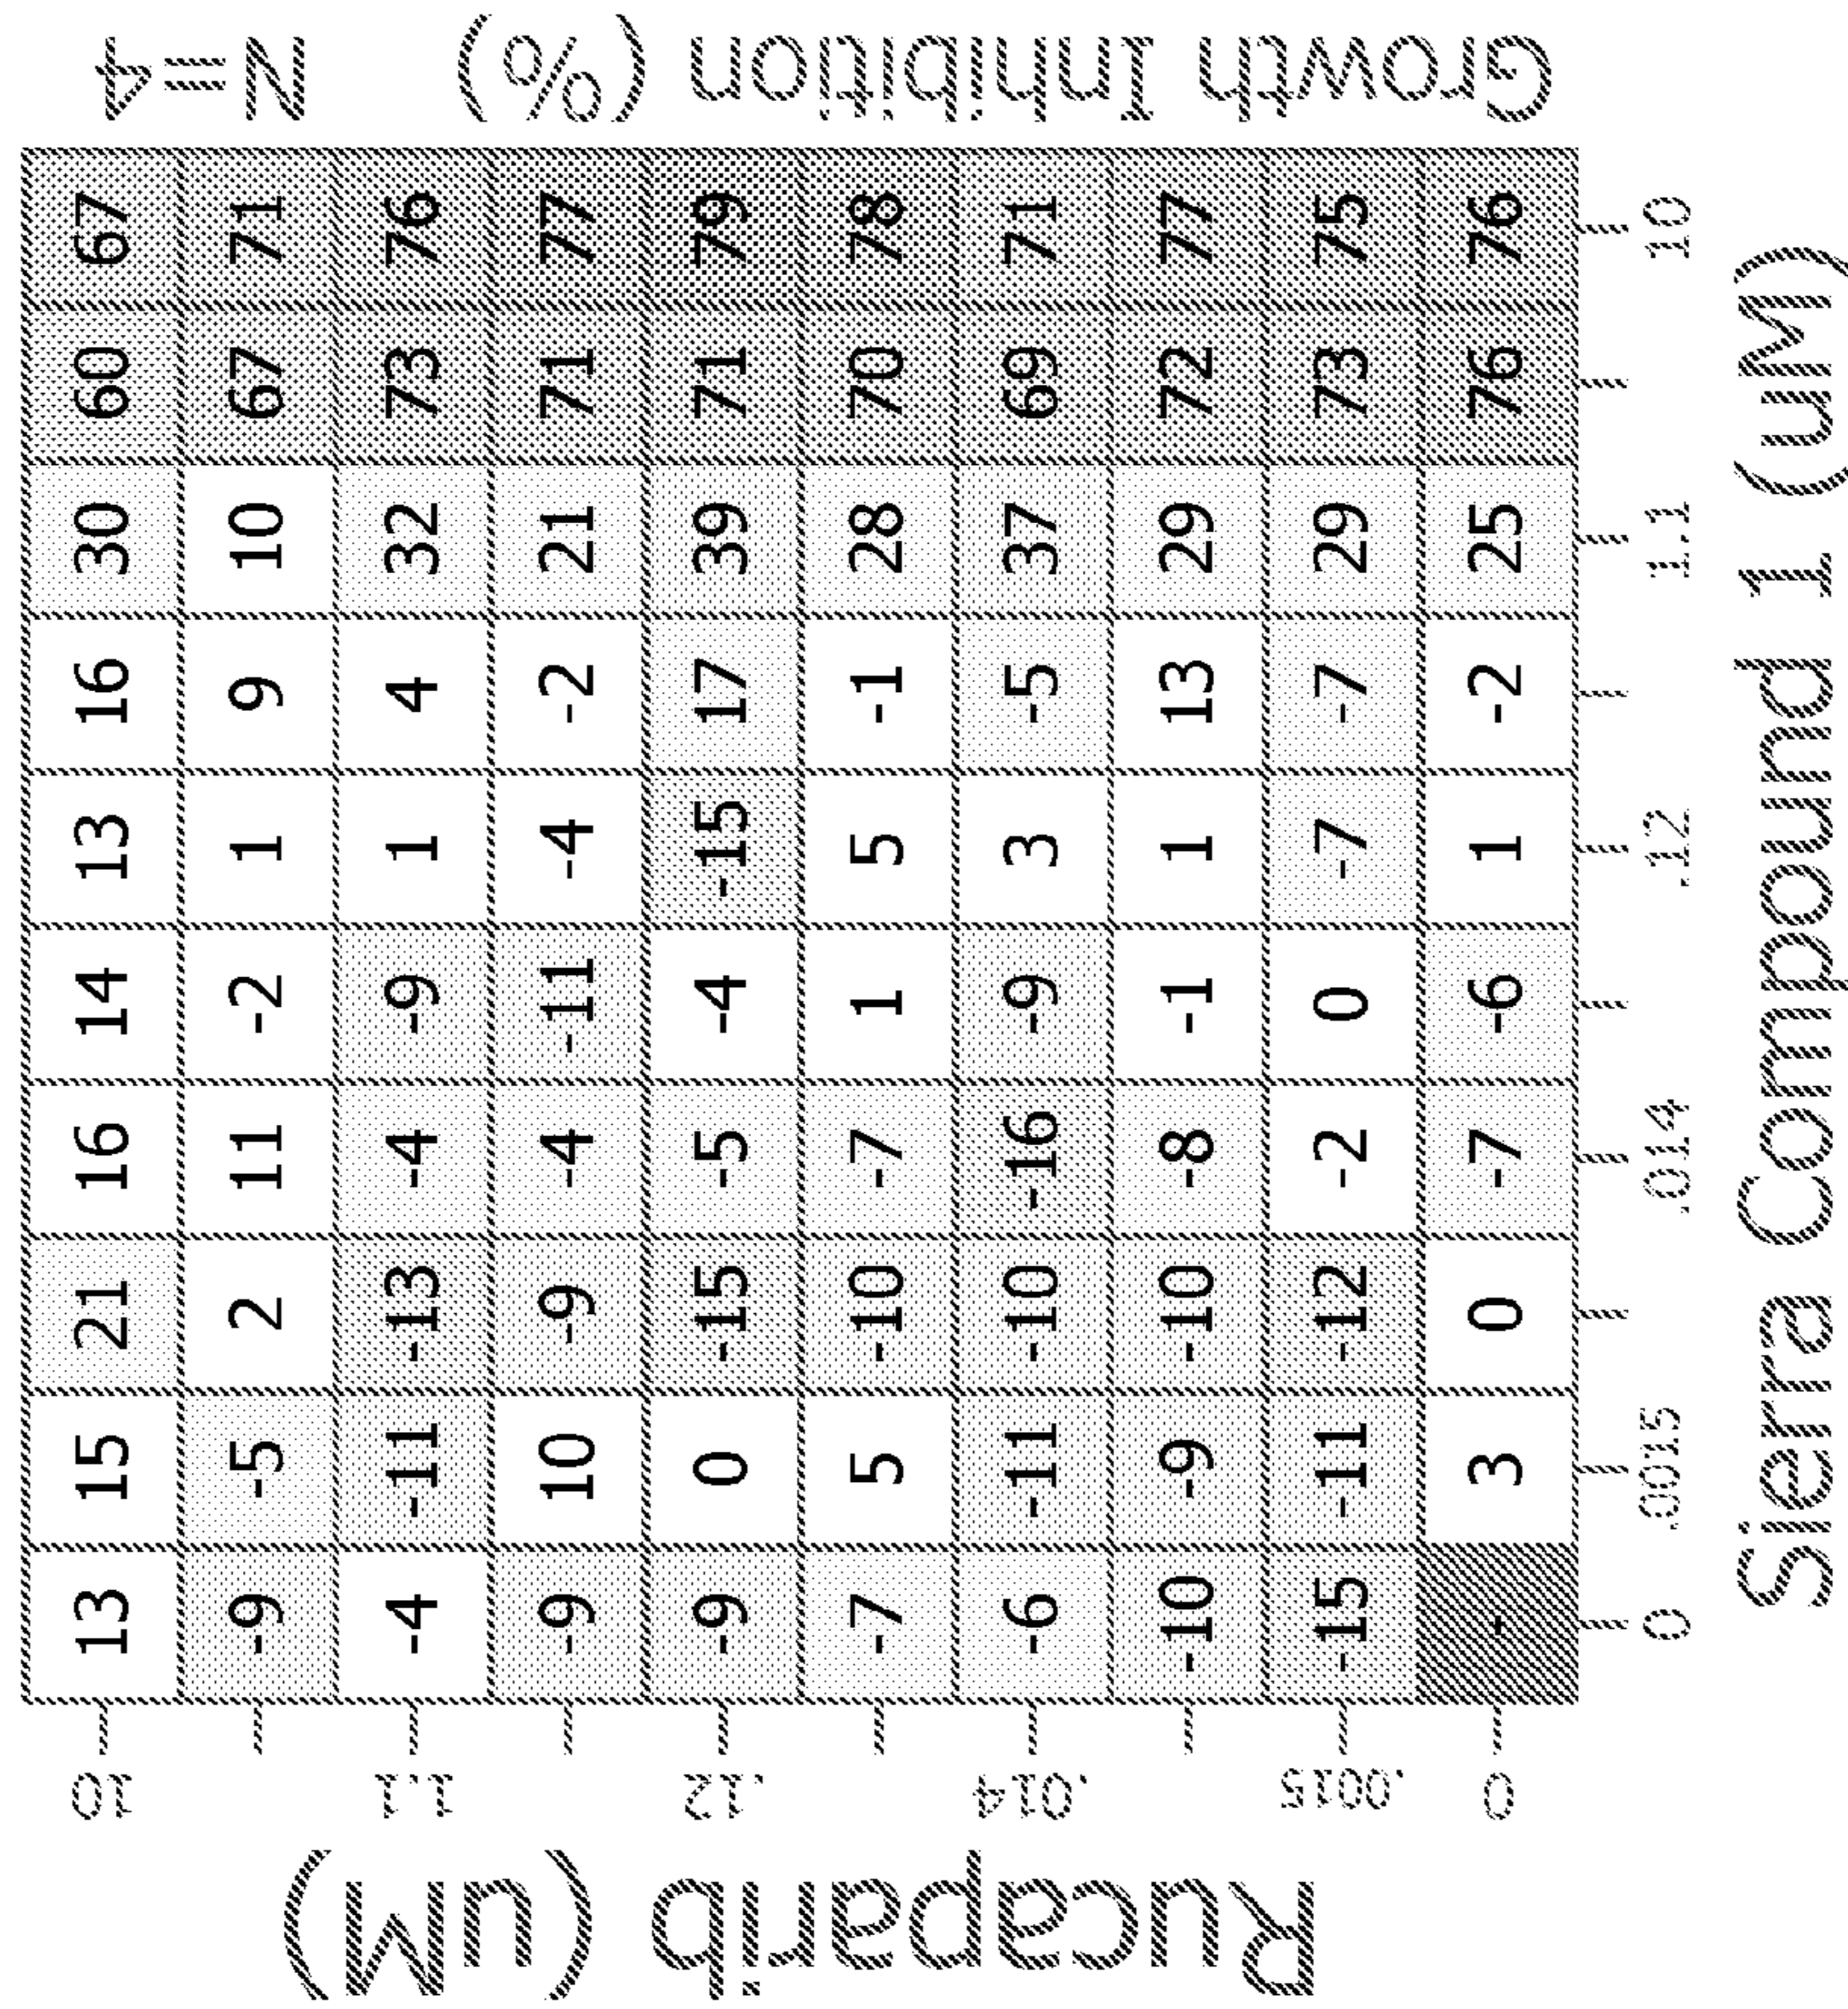 Rucaparib (uM)
10
13 15 21 16 14 13 16 30 60 67
-9 -5 2 11 -2 1 9 10 67 71
1.1
-4 -11 -13 -4 -9 1 4 32 73 76
-9 10 -9 -4 -11 -4 -2 21 71 77
.12
-9 0 -15 -5 -4 -15 17 39 71 79
-7 5 -10 -7 1 5 -1 28 70 78
.014
-6 -11 -10 -16 -9 3 -5 37 69 71
-10 -9 -10 -8 -1 1 13 29 72 77
.0015
-15 -11 -12 -2 0 -7 -7 29 73 75
0
- 3 0 -7 -6 1 -2 25 76 76
0 .0015 .014 .12 1.1 10
Sierra Compound 1 (uM)
Growth Inhibition (%)
N=4